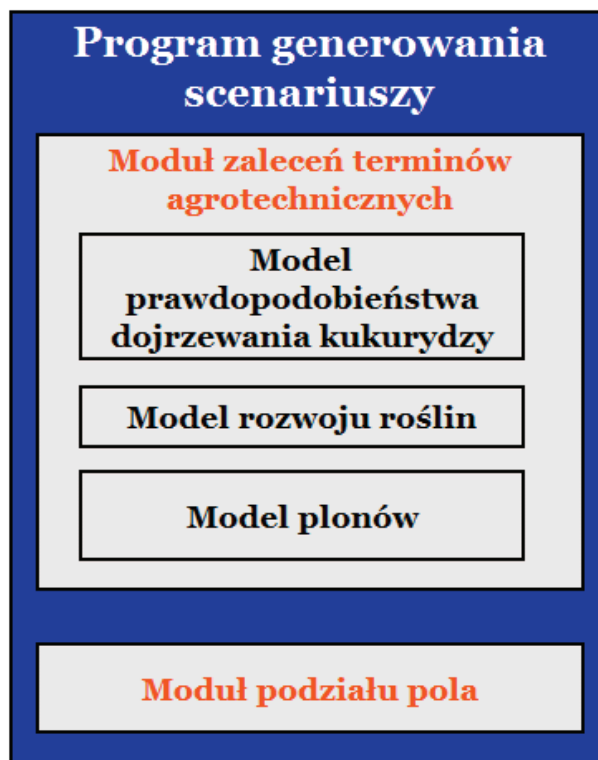 Program generowania
scenariuszy
Moduł zaleceń terminów
agrotechnicznych
Model
prawdopodobieństwa
dojrzewania kukurydzy
Model rozwoju roślin
Model plonów
Moduł podziału pola